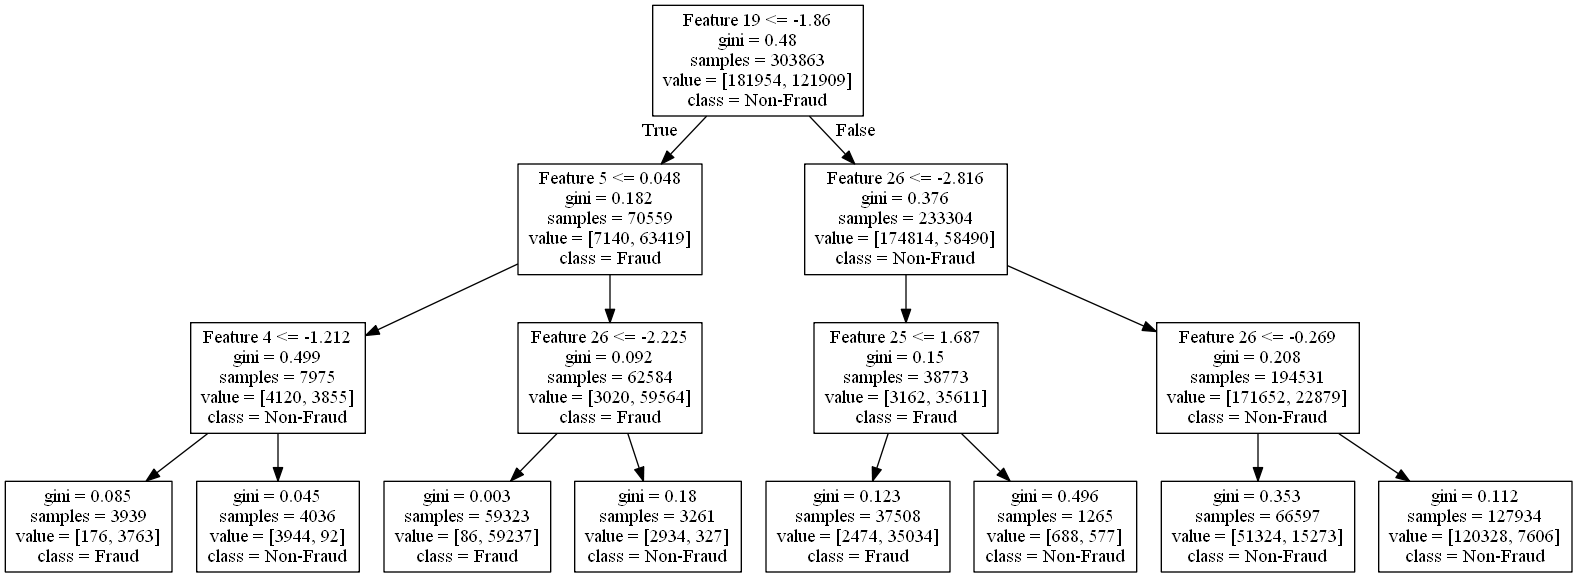 Feature 19 <= -1.86
gini = 0.48
samples = 303863
value = [181954, 121909]
class = Non-Fraud
True
False
Feature 5 <= 0.048
gini = 0.182
samples = 70559
value = [7140, 63419]
class = Fraud
Feature 26 <= -2.816
gini = 0.376
samples = 233304
value = [174814, 58490]
class = Non-Fraud
Feature 4 <= -1.212
gini = 0.499
samples = 7975
value = [4120, 3855]
class = Non-Fraud
Feature 26 <= -2.225
gini = 0.092
samples = 62584
value = [3020, 59564]
class = Fraud
Feature 25 <= 1.687
gini = 0.15
samples = 38773
value = [3162, 35611]
class = Fraud
Feature 26 <= -0.269
gini = 0.208
samples = 194531
value = [171652, 22879]
class = Non-Fraud
gini = 0.085
samples = 3939
value = [176, 3763]
class = Fraud
gini = 0.045
samples = 4036
value = [3944, 92]
class = Non-Fraud
gini = 0.003
samples = 59323
value = [86, 59237]
class = Fraud
gini = 0.18
samples = 3261
value = [2934, 327]
class = Non-Fraud
gini = 0.123
samples = 37508
value = [2474, 35034]
class = Fraud
gini = 0.496
samples = 1265
value = [688, 577]
class = Non-Fraud
gini = 0.353
samples = 66597
value = [51324, 15273]
class = Non-Fraud
gini = 0.112
samples = 127934
value = [120328, 7606]
class = Non-Fraud